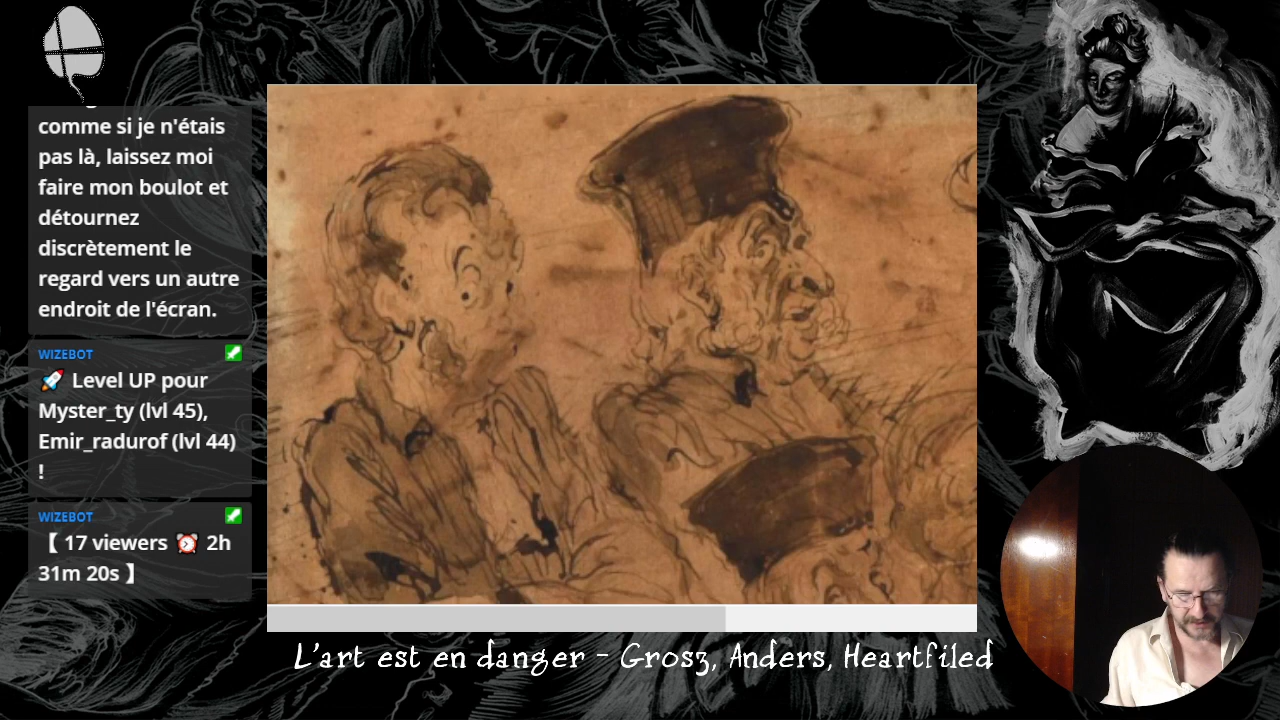 comme si je n'étais
pas là, laissez moi
faire mon boulot et
détournez
discrètement le
regard vers un autre
endroit de l'écran.
WIZEBOT
🚀 Level UP pour
Myster_ty (lvl 45),
Emir_radurof (lvl 44)
!
WIZEBOT
【 17 viewers ⏰ 2h
31m 20s 】
L'art est en danger - Grosz, Anders, Heartfiled